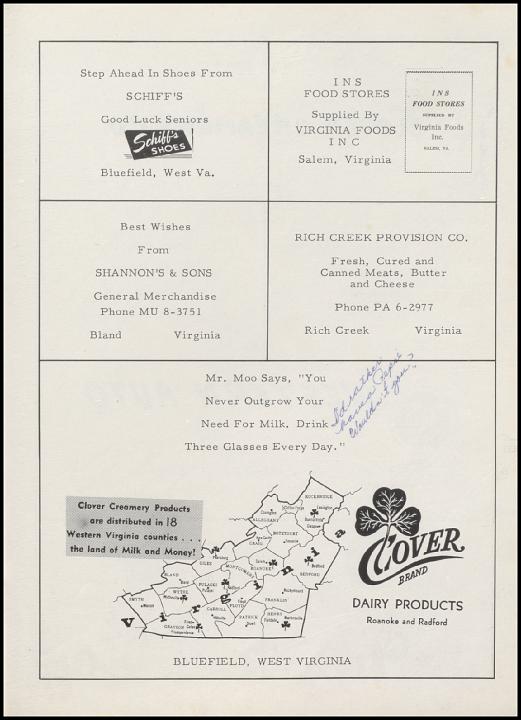 Step Ahead In Shoes From
SCHIFF'S
Good Luck Seniors
Schiff's
SHOES
Bluefield, West Va.
INS
FOOD STORES
Supplied By
VIRGINIA FOODS
INC
Salem, Virginia
INS
FOOD STORES
SUPPLIED BY
Virginia Foods
Inc.
SALEM, VA.
Best Wishes
From
SHANNON'S & SONS
General Merchandise
Phone MU 8-3751
Bland Virginia
RICH CREEK PROVISION CO.
Fresh, Cured and
Canned Meats, Butter
and Cheese
Phone PA 6-2977
Rich Creek Virginia
Mr. Moo Says, "You
Never Outgrow Your
Need For Milk. Drink
Three Glasses Every Day."
I'd rather
have a Pepsi
Wouldn't you?
Clover Creamery Products
are distributed in 18
Western Virginia counties . . .
the land of Milk and Money!
ROCKBRIDGE
ALLEGHANY
BOTETOURT
CRAIG
ROANOKE
BEDFORD
GILES
MONTGOMERY
BLAND
PULASKI
WYTHE
SMYTH
FLOYD
FRANKLIN
CARROLL
GRAYSON
PATRICK
HENRY
Virginia
CLOVER
BRAND
DAIRY PRODUCTS
Roanoke and Radford
BLUEFIELD, WEST VIRGINIA